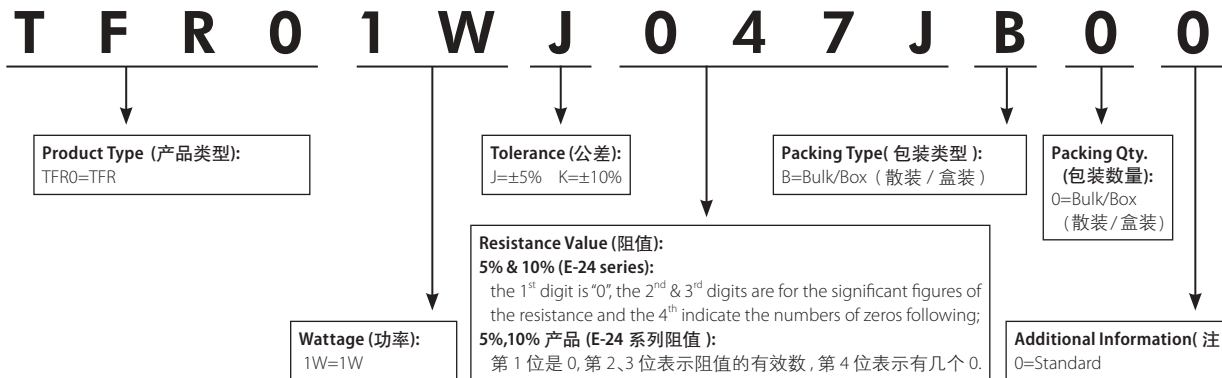 T F R 0 1 W J 0 4 7 J B 0 0
Product Type (产品类型):
TFR0=TFR
Tolerance (公差):
J=±5% K=±10%
Packing Type( 包装类型 ):
B=Bulk/Box ( 散装 / 盒装 )
Packing Qty.
(包装数量):
0=Bulk/Box
(散装/盒装)
Wattage (功率):
1W=1W
Resistance Value (阻值):
5% & 10% (E-24 series):
the 1st digit is "0", the 2nd & 3rd digits are for the significant figures of
the resistance and the 4th indicate the numbers of zeros following;
5%,10% 产品 (E-24 系列阻值 ):
第 1 位是 0, 第 2、3 位表示阻值的有效数 , 第 4 位表示有几个 0.
Additional Information( 注
0=Standard